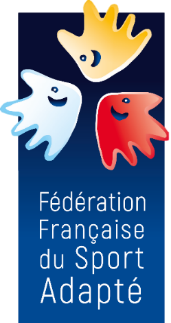 Fédération
Française
du Sport
Adapté